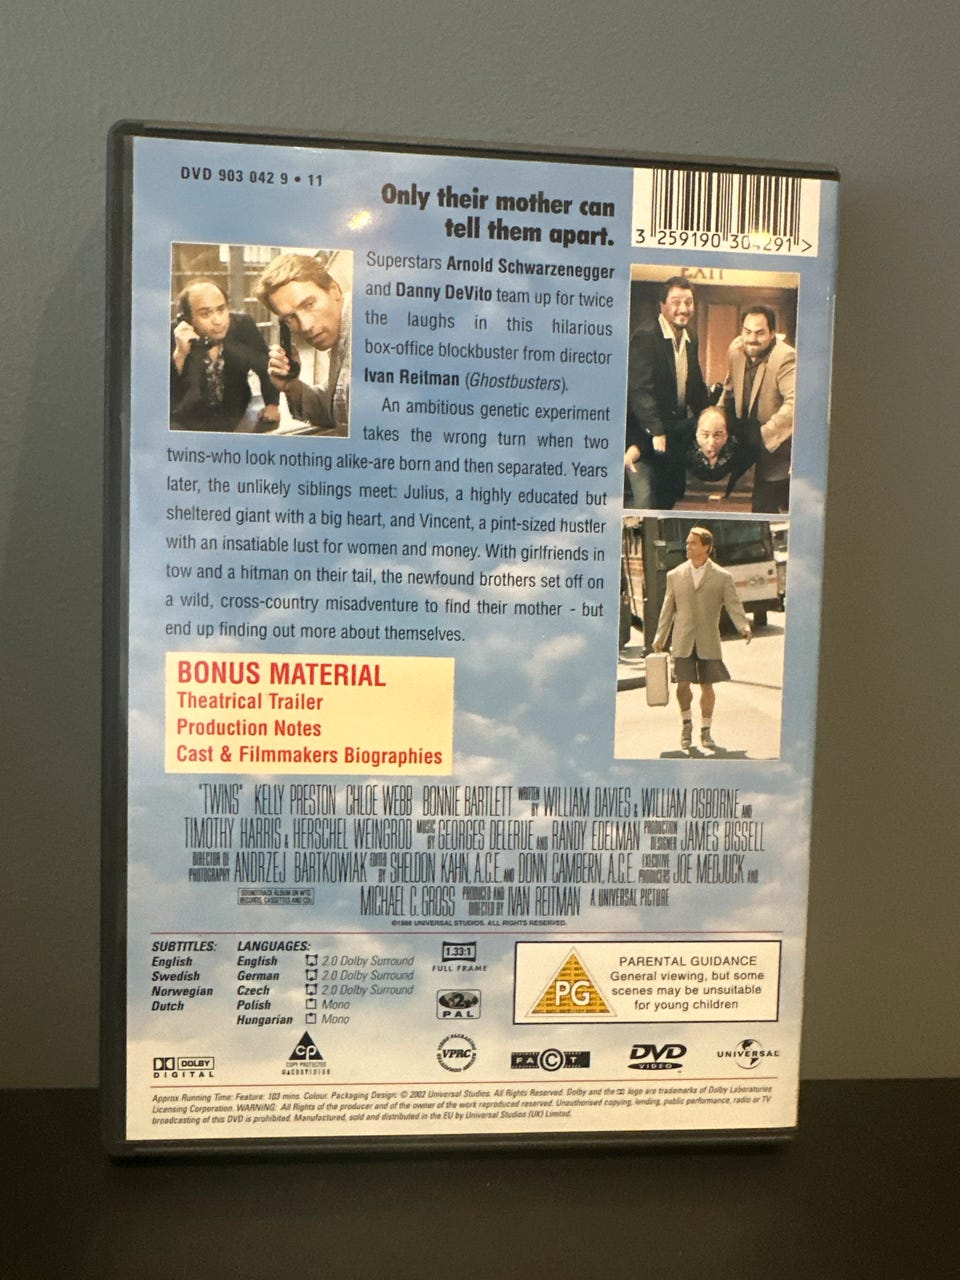 DVD 903 042 9 • 11
Only their mother can
tell them apart.
3 259190
EXIT
Superstars Arnold Schwarzenegger
and Danny DeVito team up for twice
the laughs in this hilarious
box-office blockbuster from director
Ivan Reitman (Ghostbusters).
An ambitious genetic experiment
takes the wrong turn when two
twins-who look nothing alike-are born and then separated. Years
later, the unlikely siblings meet: Julius, a highly educated but
sheltered giant with a big heart, and Vincent, a pint-sized hustler
with an insatiable lust for women and money. With girlfriends in
tow and a hitman on their tail, the newfound brothers set off on
a wild, cross-country misadventure to find their mother - but
end up finding out more about themselves.
BONUS MATERIAL
Theatrical Trailer
Production Notes
Cast & Filmmakers Biographies
"TWINS" KELLY PRESTON CHLOE WEBB BONNIE BARTLETT WRITTEN BY WILLIAM DAVIES & WILLIAM OSBORNE AND
TIMOTHY HARRIS & HERSCHEL WEINGROD MUSIC BY GEORGES DELERUE AND RANDY EDELMAN PRODUCTION DESIGNER JAMES BISSELL
DIRECTOR OF PHOTOGRAPHY ANDRZEJ BARTKOWIAK EDITED BY SHELDON KAHN, A.C.E. AND DONN CAMBERN, A.C.E. EXECUTIVE PRODUCERS JOE MEDJUCK AND
SOUNDTRACK ALBUM ON WTG RECORDS, CASSETTES AND CDs MICHAEL C. GROSS PRODUCED AND DIRECTED BY IVAN REITMAN A UNIVERSAL PICTURE
©1988 UNIVERSAL STUDIOS. ALL RIGHTS RESERVED.
SUBTITLES:
English
Swedish
Norwegian
Dutch
LANGUAGES:
English 2.0 Dolby Surround
German 2.0 Dolby Surround
Czech 2.0 Dolby Surround
Polish Mono
Hungarian Mono
1.33:1
FULL FRAME
2
PAL
PG
PARENTAL GUIDANCE
General viewing, but some
scenes may be unsuitable
for young children
DOLBY
DIGITAL
CP
COPY PROTECTED
MACROVISION
VPRC
FACT
DVD
VIDEO
UNIVERSAL
Approx Running Time: Feature: 103 mins. Colour. Packaging Design: © 2002 Universal Studios. All Rights Reserved. Dolby and the logo are trademarks of Dolby Laboratories
Licensing Corporation. WARNING: All Rights of the producer and of the owner of the work reproduced reserved. Unauthorised copying, lending, public performance, radio or TV
broadcasting of this DVD is prohibited. Manufactured, sold and distributed in the EU by Universal Studios (UK) Limited.